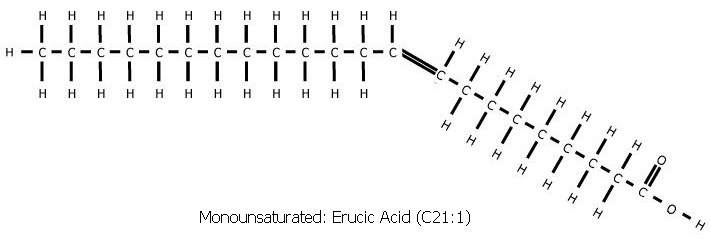 H H H H H H H H H H H H H
H C C C C C C C C C C C C C
H H H H H H H H H H H H
H H H H H H H H
C C C C C C C C C O O H
H H H H H H H
Monounsaturated: Erucic Acid (C21:1)